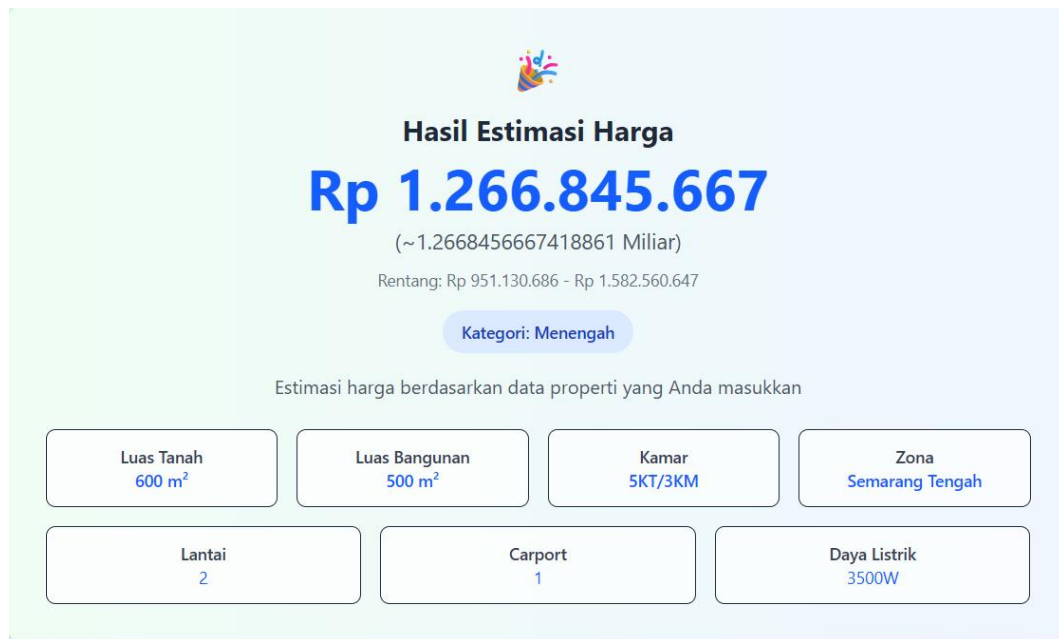 Hasil Estimasi Harga
Rp 1.266.845.667
(~1.2668456667418861 Miliar)
Rentang: Rp 951.130.686 - Rp 1.582.560.647
Kategori: Menengah
Estimasi harga berdasarkan data properti yang Anda masukkan
Luas Tanah
600 m²
Luas Bangunan
500 m²
Kamar
5KT/3KM
Zona
Semarang Tengah
Lantai
2
Carport
1
Daya Listrik
3500W